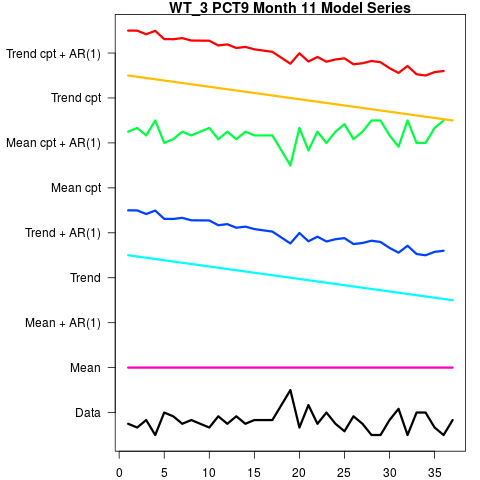 WT_3 PCT9 Month 11 Model Series
Trend cpt + AR(1)
Trend cpt
Mean cpt + AR(1)
Mean cpt
Trend + AR(1)
Trend
Mean + AR(1)
Mean
Data
0 5 10 15 20 25 30 35